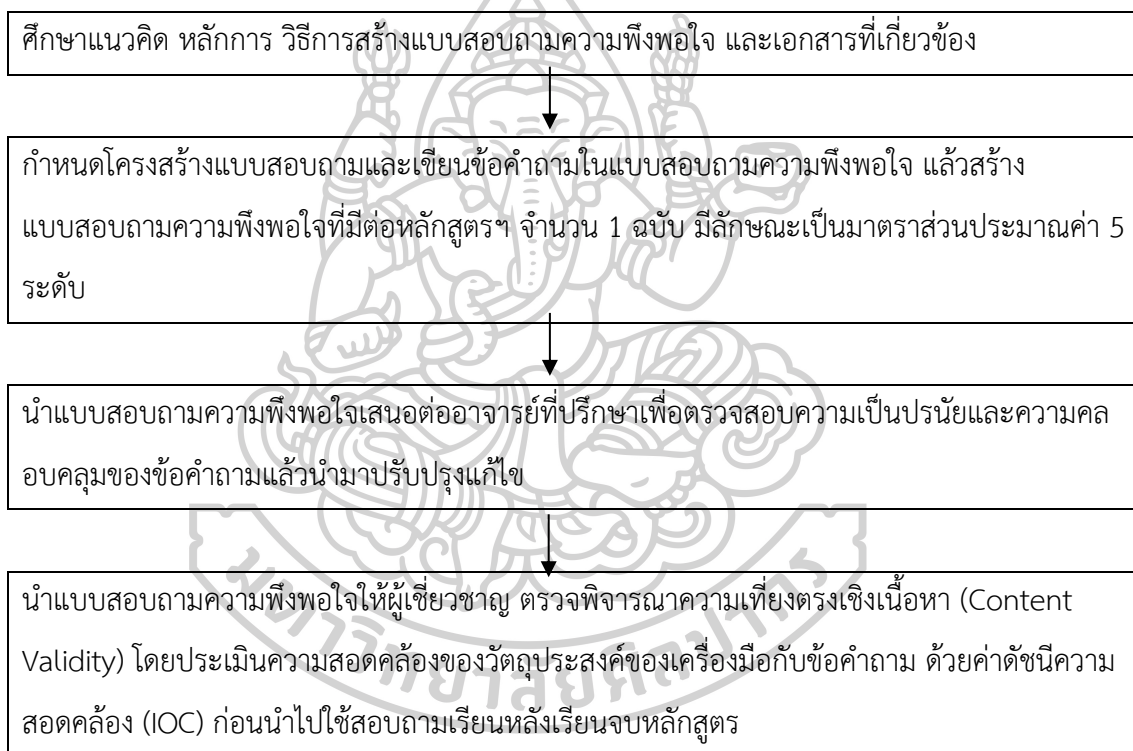 ศึกษาแนวคิด หลักการ วิธีการสร้างแบบสอบถามความพึงพอใจ และเอกสารที่เกี่ยวข้อง
กำหนดโครงสร้างแบบสอบถามและเขียนข้อคำถามในแบบสอบถามความพึงพอใจ แล้วสร้าง
แบบสอบถามความพึงพอใจที่มีต่อหลักสูตรฯ จำนวน 1 ฉบับ มีลักษณะเป็นมาตราส่วนประมาณค่า 5
ระดับ
นำแบบสอบถามความพึงพอใจเสนอต่ออาจารย์ที่ปรึกษาเพื่อตรวจสอบความเป็นปรนัยและความคล
อบคลุมของข้อคำถามแล้วนำมาปรับปรุงแก้ไข
นำแบบสอบถามความพึงพอใจให้ผู้เชี่ยวชาญ ตรวจพิจารณาความเที่ยงตรงเชิงเนื้อหา (Content
Validity) โดยประเมินความสอดคล้องของวัตถุประสงค์ของเครื่องมือกับข้อคำถาม ด้วยค่าดัชนีความ
สอดคล้อง (IOC) ก่อนนำไปใช้สอบถามเรียนหลังเรียนจบหลักสูตร
มหาวิทยาลัยศิลปากร